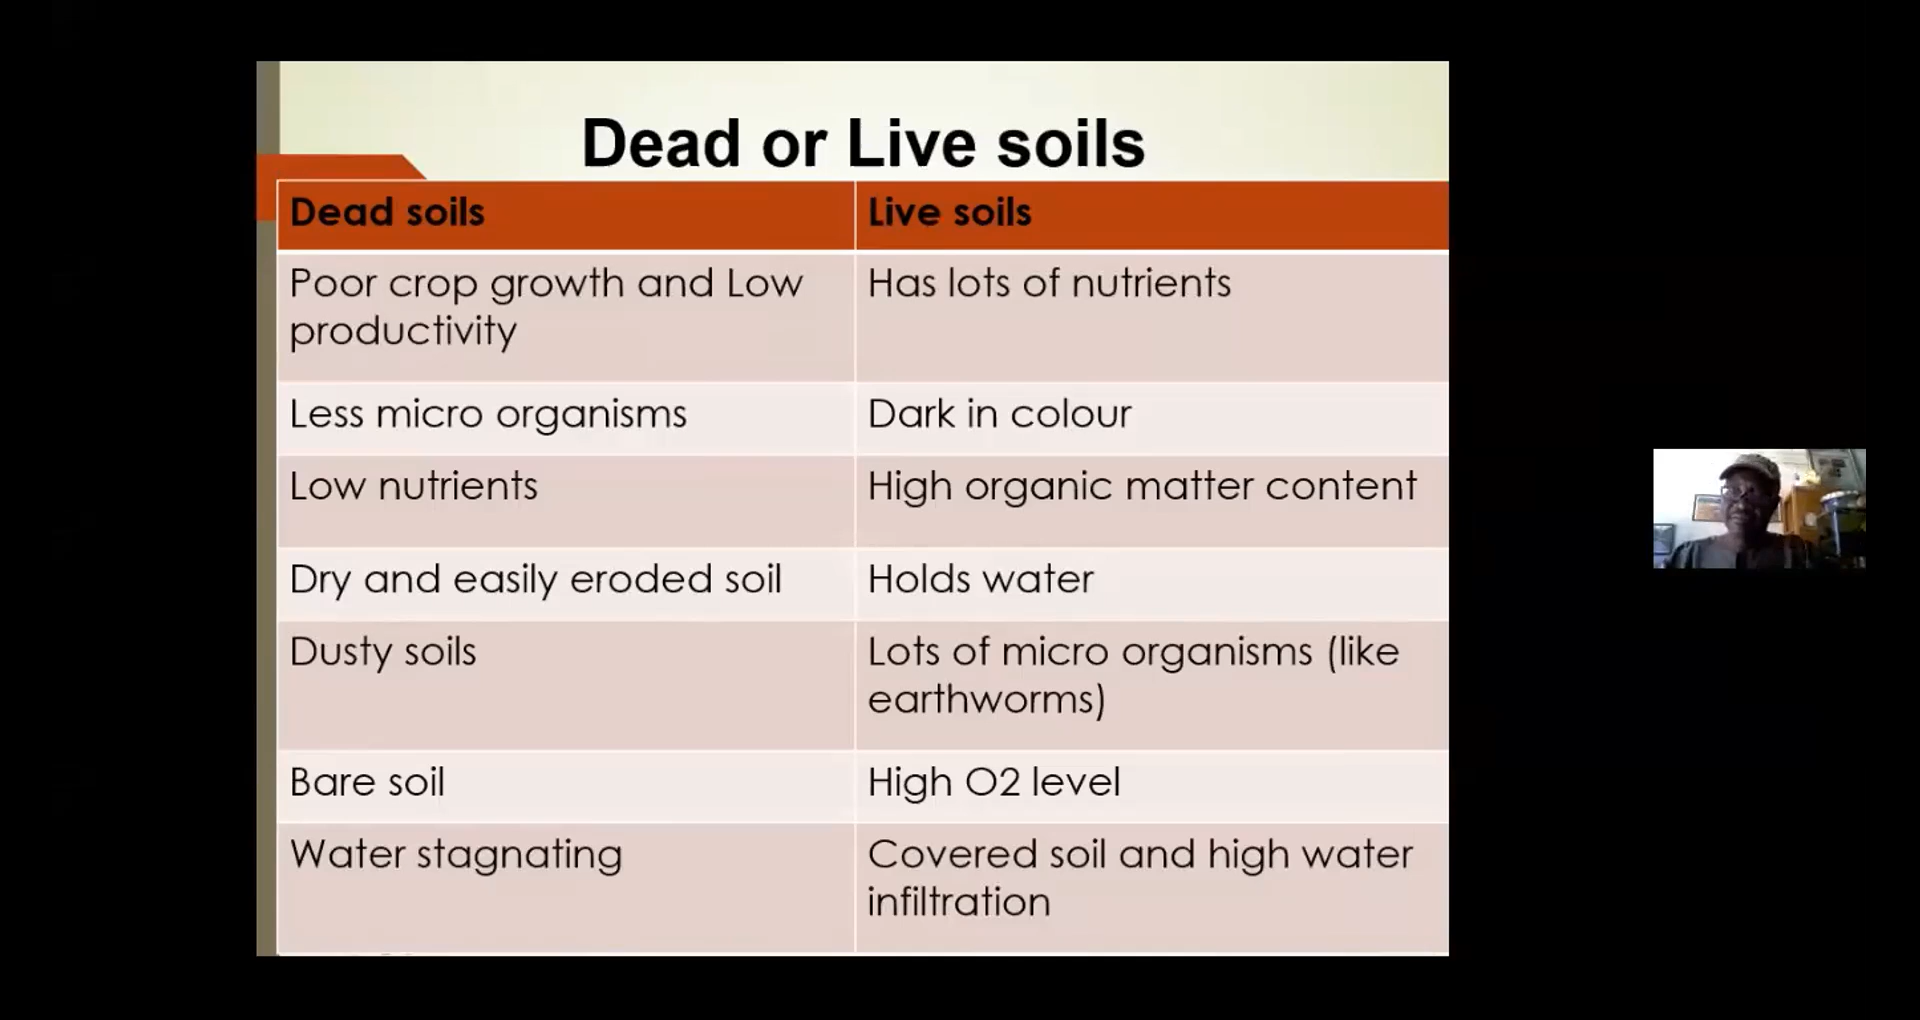 Dead or Live soils
Dead soils
Live soils
Poor crop growth and Low
productivity
Has lots of nutrients
Less micro organisms
Dark in colour
Low nutrients
High organic matter content
Dry and easily eroded soil
Holds water
Dusty soils
Lots of micro organisms (like
earthworms)
Bare soil
High O2 level
Water stagnating
Covered soil and high water
infiltration